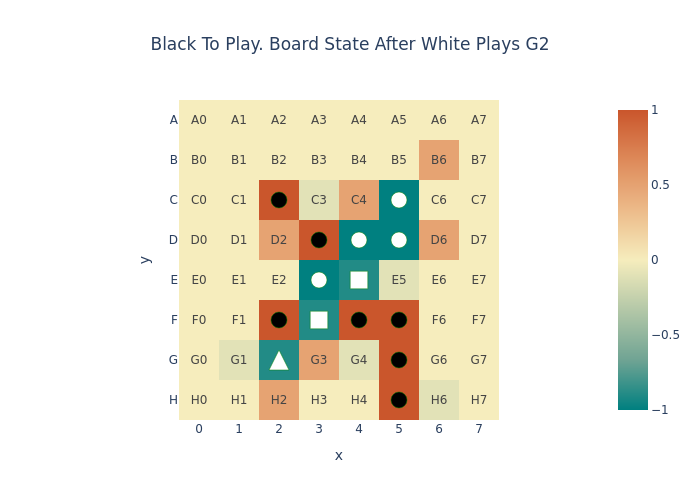 Black To Play. Board State After White Plays G2
A A0 A1 A2 A3 A4 A5 A6 A7
B B0 B1 B2 B3 B4 B5 B6 B7
C C0 C1 C3 C4 C6 C7
D D0 D1 D2 D6 D7
E E0 E1 E2 E5 E6 E7
F F0 F1 F6 F7
G G0 G1 G3 G4 G6 G7
H H0 H1 H2 H3 H4 H6 H7
0 1 2 3 4 5 6 7
x
y
1
0.5
0
−0.5
−1